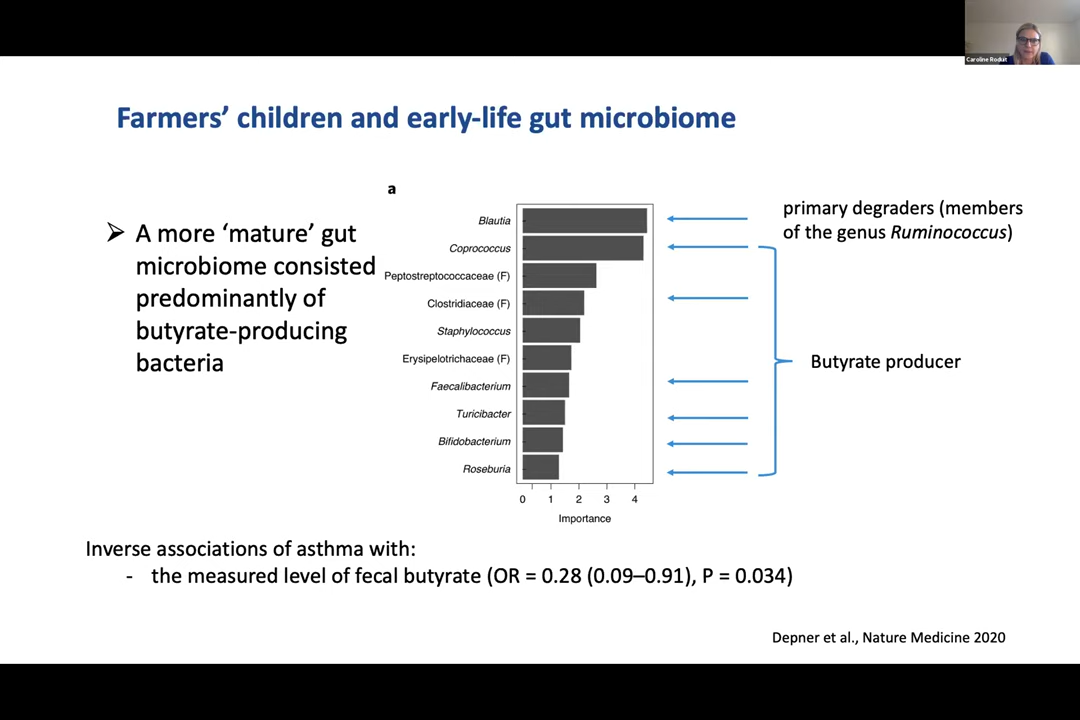 Caroline Roduit
Farmers’ children and early-life gut microbiome
➢ A more ‘mature’ gut
microbiome consisted
predominantly of
butyrate-producing
bacteria
a
Blautia
Coprococcus
Peptostreptococcaceae (F)
Clostridiaceae (F)
Staphylococcus
Erysipelotrichaceae (F)
Faecalibacterium
Turicibacter
Bifidobacterium
Roseburia
0 1 2 3 4
Importance
primary degraders (members
of the genus Ruminococcus)
Butyrate producer
Inverse associations of asthma with:
- the measured level of fecal butyrate (OR = 0.28 (0.09–0.91), P = 0.034)
Depner et al., Nature Medicine 2020